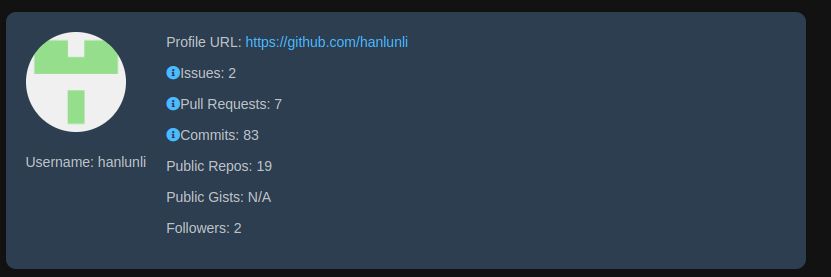 Profile URL: https://github.com/hanlunli
Issues: 2
Pull Requests: 7
Commits: 83
Username: hanlunli
Public Repos: 19
Public Gists: N/A
Followers: 2